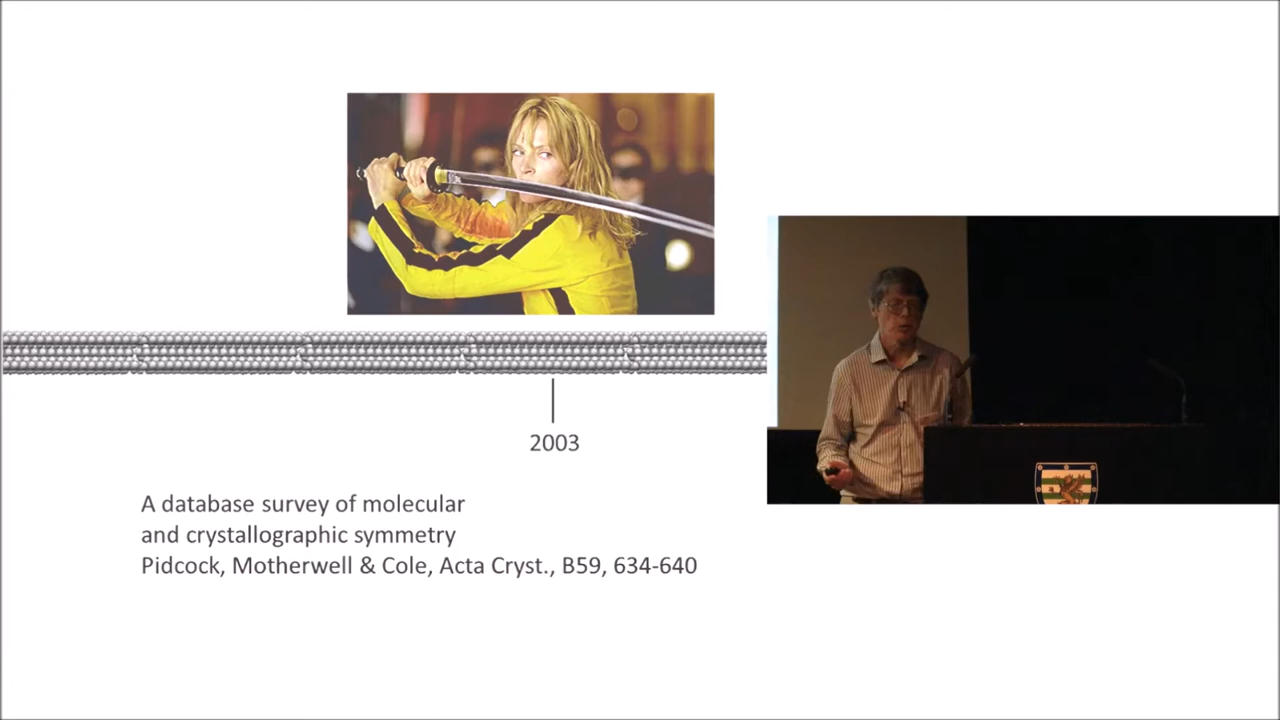 2003
A database survey of molecular
and crystallographic symmetry
Pidcock, Motherwell & Cole, Acta Cryst., B59, 634-640